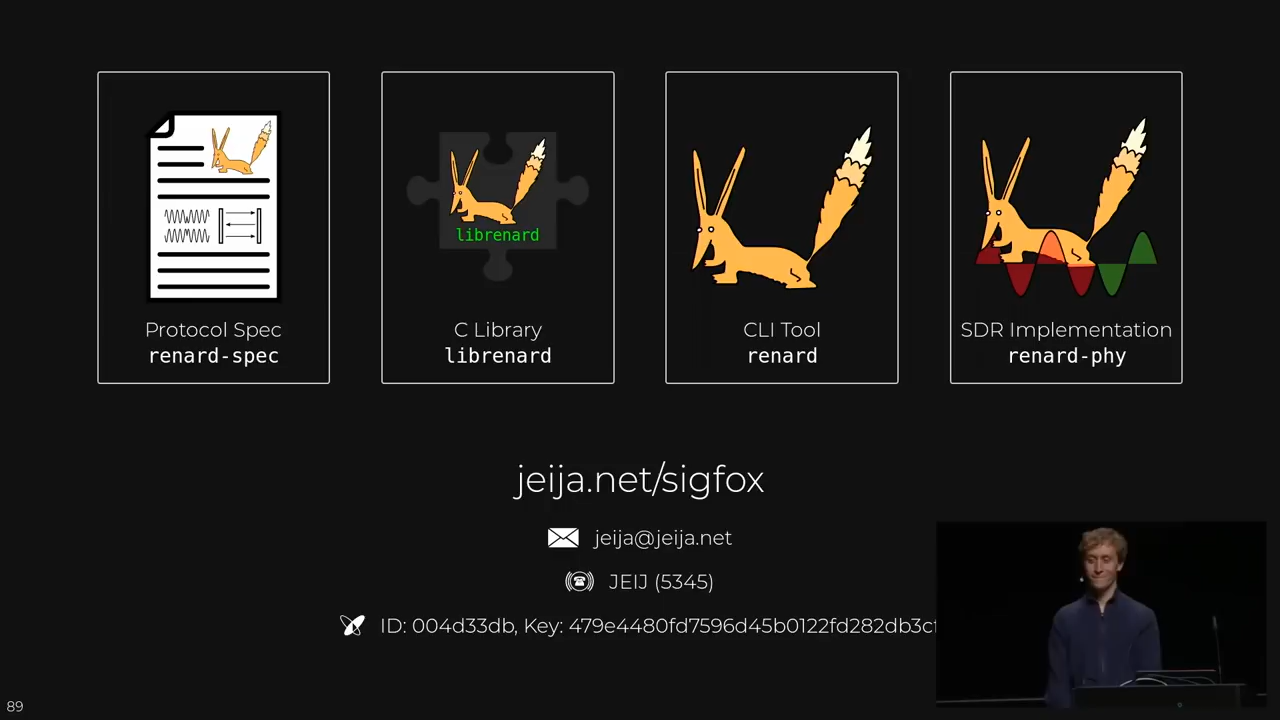 librenard
Protocol Spec
renard-spec
C Library
librenard
CLI Tool
renard
SDR Implementation
renard-phy
jeija.net/sigfox
jeija@jeija.net
JEIJ (5345)
ID: 004d33db, Key: 479e4480fd7596d45b0122fd282db3cf
89